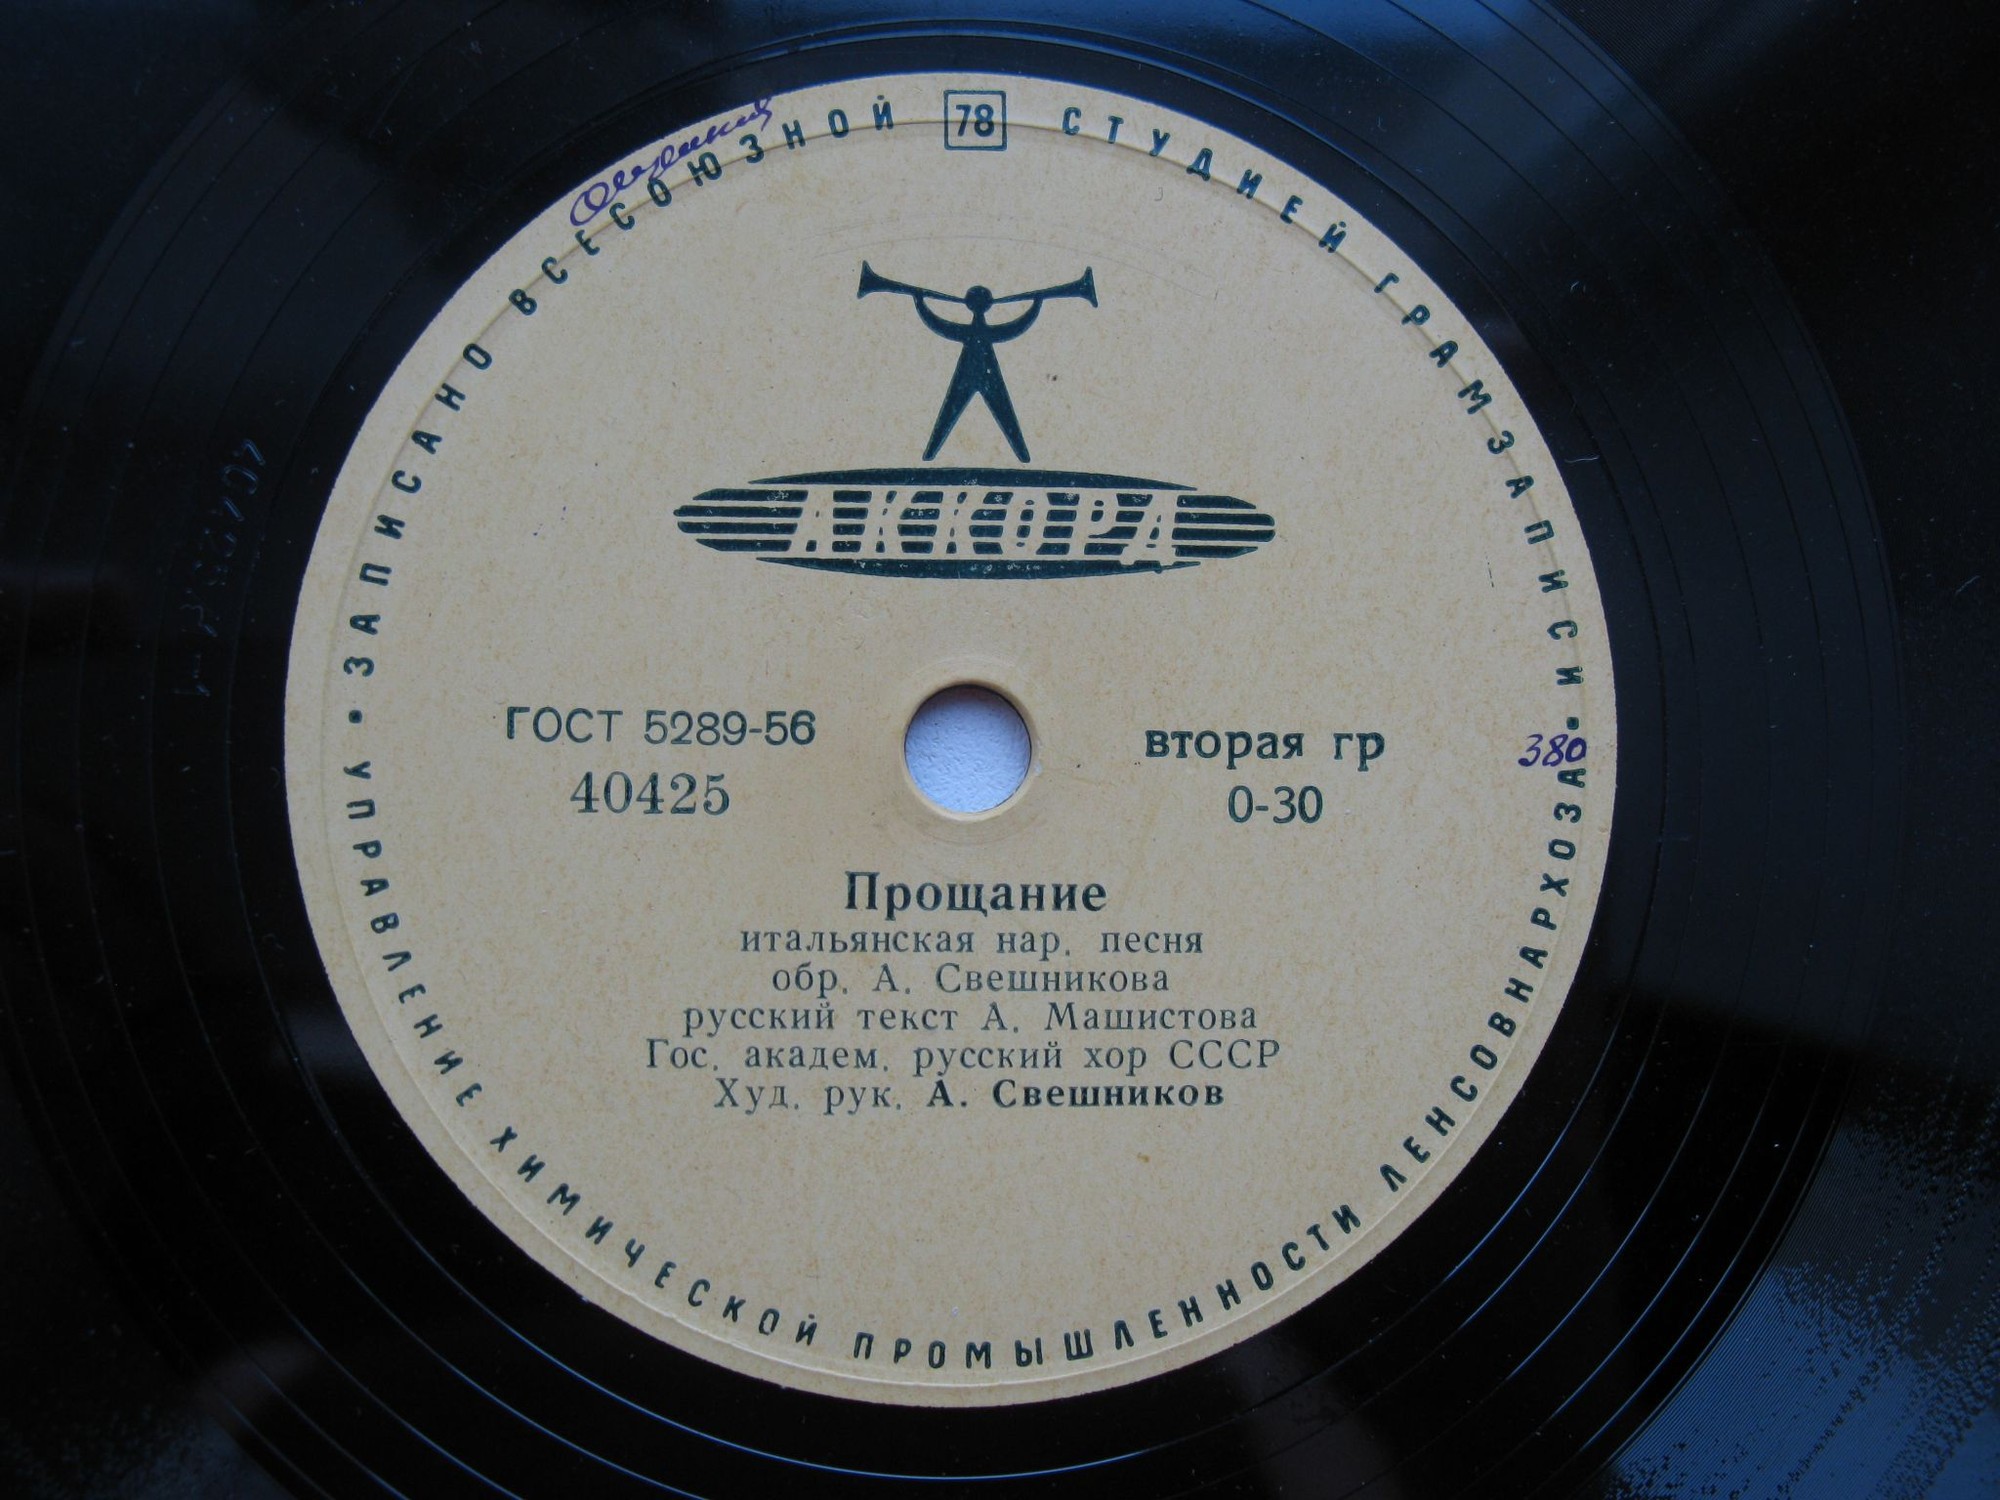 ЗАПИСАНО ВСЕСОЮЗНОЙ 78 СТУДИЕЙ ГРАМЗАПИСИ
АККОРД
ГОСТ 5289-56
40425
вторая гр
0-30
380
Прощание
итальянская нар. песня
обр. А. Свешникова
русский текст А. Машистова
Гос. академ. русский хор СССР
Худ. рук. А. Свешников
• УПРАВЛЕНИЕ ХИМИЧЕСКОЙ ПРОМЫШЛЕННОСТИ ЛЕНСОВНАРХОЗА •